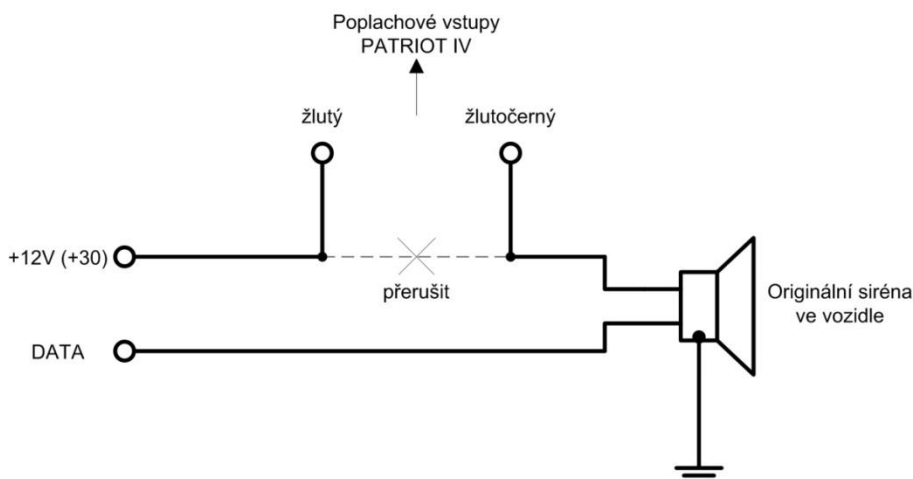 Poplachové vstupy
PATRIOT IV
žlutý
žlutočerný
+12V (+30)
přerušit
Originální siréna
ve vozidle
DATA